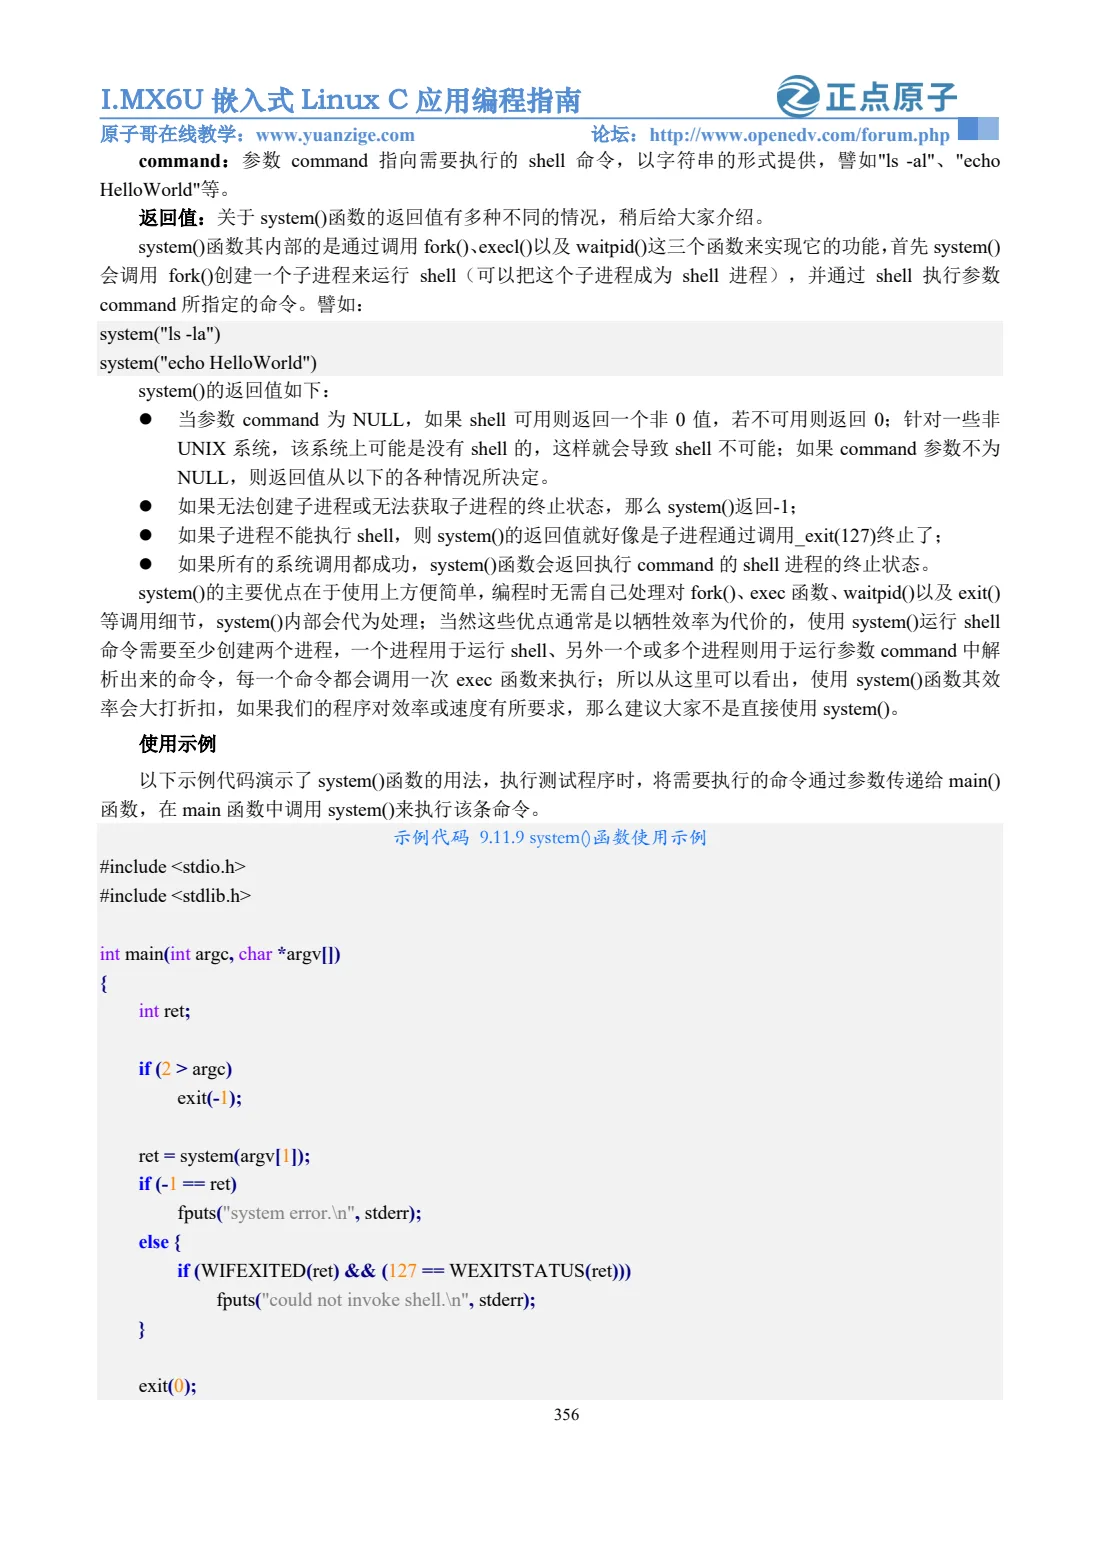 I.MX6U 嵌入式 Linux C 应用编程指南
正点原子
原子哥在线教学：www.yuanzige.com 论坛：http://www.openedv.com/forum.php
command：参数 command 指向需要执行的 shell 命令，以字符串的形式提供，譬如"ls -al"、"echo
HelloWorld"等。
返回值：关于 system()函数的返回值有多种不同的情况，稍后给大家介绍。
system()函数其内部的是通过调用 fork()、execl()以及 waitpid()这三个函数来实现它的功能，首先 system()
会调用 fork()创建一个子进程来运行 shell（可以把这个子进程成为 shell 进程），并通过 shell 执行参数
command 所指定的命令。譬如：
system("ls -la")
system("echo HelloWorld")
system()的返回值如下：
● 当参数 command 为 NULL，如果 shell 可用则返回一个非 0 值，若不可用则返回 0；针对一些非
UNIX 系统，该系统上可能是没有 shell 的，这样就会导致 shell 不可能；如果 command 参数不为
NULL，则返回值从以下的各种情况所决定。
● 如果无法创建子进程或无法获取子进程的终止状态，那么 system()返回-1；
● 如果子进程不能执行 shell，则 system()的返回值就好像是子进程通过调用_exit(127)终止了；
● 如果所有的系统调用都成功，system()函数会返回执行 command 的 shell 进程的终止状态。
system()的主要优点在于使用上方便简单，编程时无需自己处理对 fork()、exec 函数、waitpid()以及 exit()
等调用细节，system()内部会代为处理；当然这些优点通常是以牺牲效率为代价的，使用 system()运行 shell
命令需要至少创建两个进程，一个进程用于运行 shell、另外一个或多个进程则用于运行参数 command 中解
析出来的命令，每一个命令都会调用一次 exec 函数来执行；所以从这里可以看出，使用 system()函数其效
率会大打折扣，如果我们的程序对效率或速度有所要求，那么建议大家不是直接使用 system()。
使用示例
以下示例代码演示了 system()函数的用法，执行测试程序时，将需要执行的命令通过参数传递给 main()
函数，在 main 函数中调用 system()来执行该条命令。
示例代码 9.11.9 system()函数使用示例
#include <stdio.h>
#include <stdlib.h>
int main(int argc, char *argv[])
{
int ret;
if (2 > argc)
exit(-1);
ret = system(argv[1]);
if (-1 == ret)
fputs("system error.\n", stderr);
else {
if (WIFEXITED(ret) && (127 == WEXITSTATUS(ret)))
fputs("could not invoke shell.\n", stderr);
}
exit(0);
356